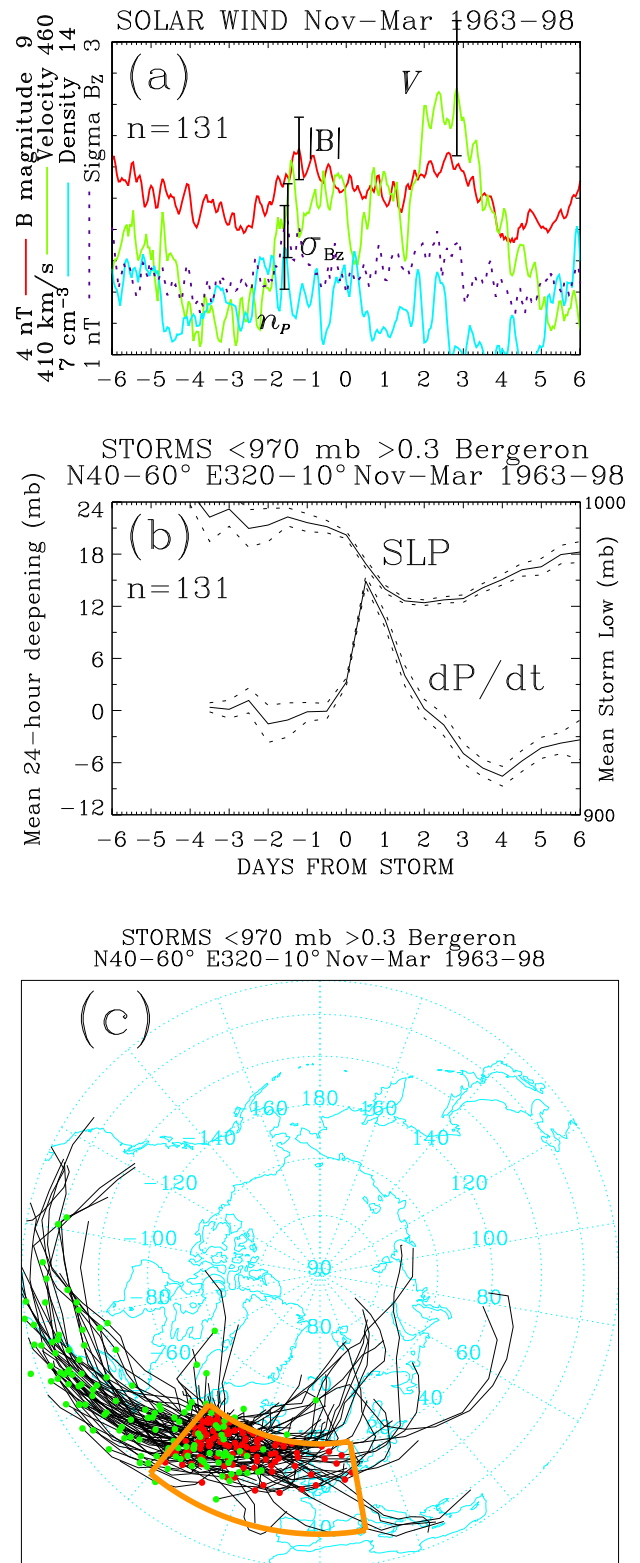 SOLAR WIND Nov-Mar 1963-98
4 nT B magnitude 9
410 km/s Velocity 460
7 cm⁻³ Density 14
1 nT Sigma Bz 3
(a)
n=131
|B|
V
σBz
nP
-6 -5 -4 -3 -2 -1 0 1 2 3 4 5 6
STORMS <970 mb >0.3 Bergeron
N40-60° E320-10° Nov-Mar 1963-98
Mean 24-hour deepening (mb)
24
18
12
6
0
-6
-12
(b)
n=131
SLP
dP/dt
1000
900
Mean Storm Low (mb)
-6 -5 -4 -3 -2 -1 0 1 2 3 4 5 6
DAYS FROM STORM
STORMS <970 mb >0.3 Bergeron
N40-60° E320-10° Nov-Mar 1963-98
(c)
180
160 160
-140 140
-120 120
-100 100
90
-80 80
80
60 60
40
20
40